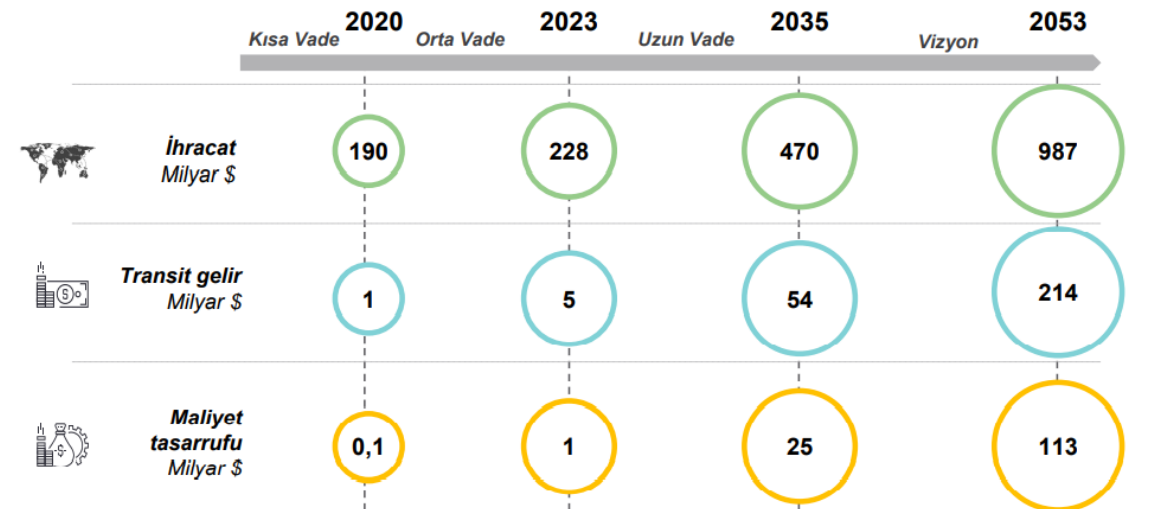 2020 2023 2035 2053
Kısa Vade Orta Vade Uzun Vade Vizyon
İhracat
Milyar $
190 228 470 987
Transit gelir
Milyar $
1 5 54 214
Maliyet
tasarrufu
Milyar $
0,1 1 25 113